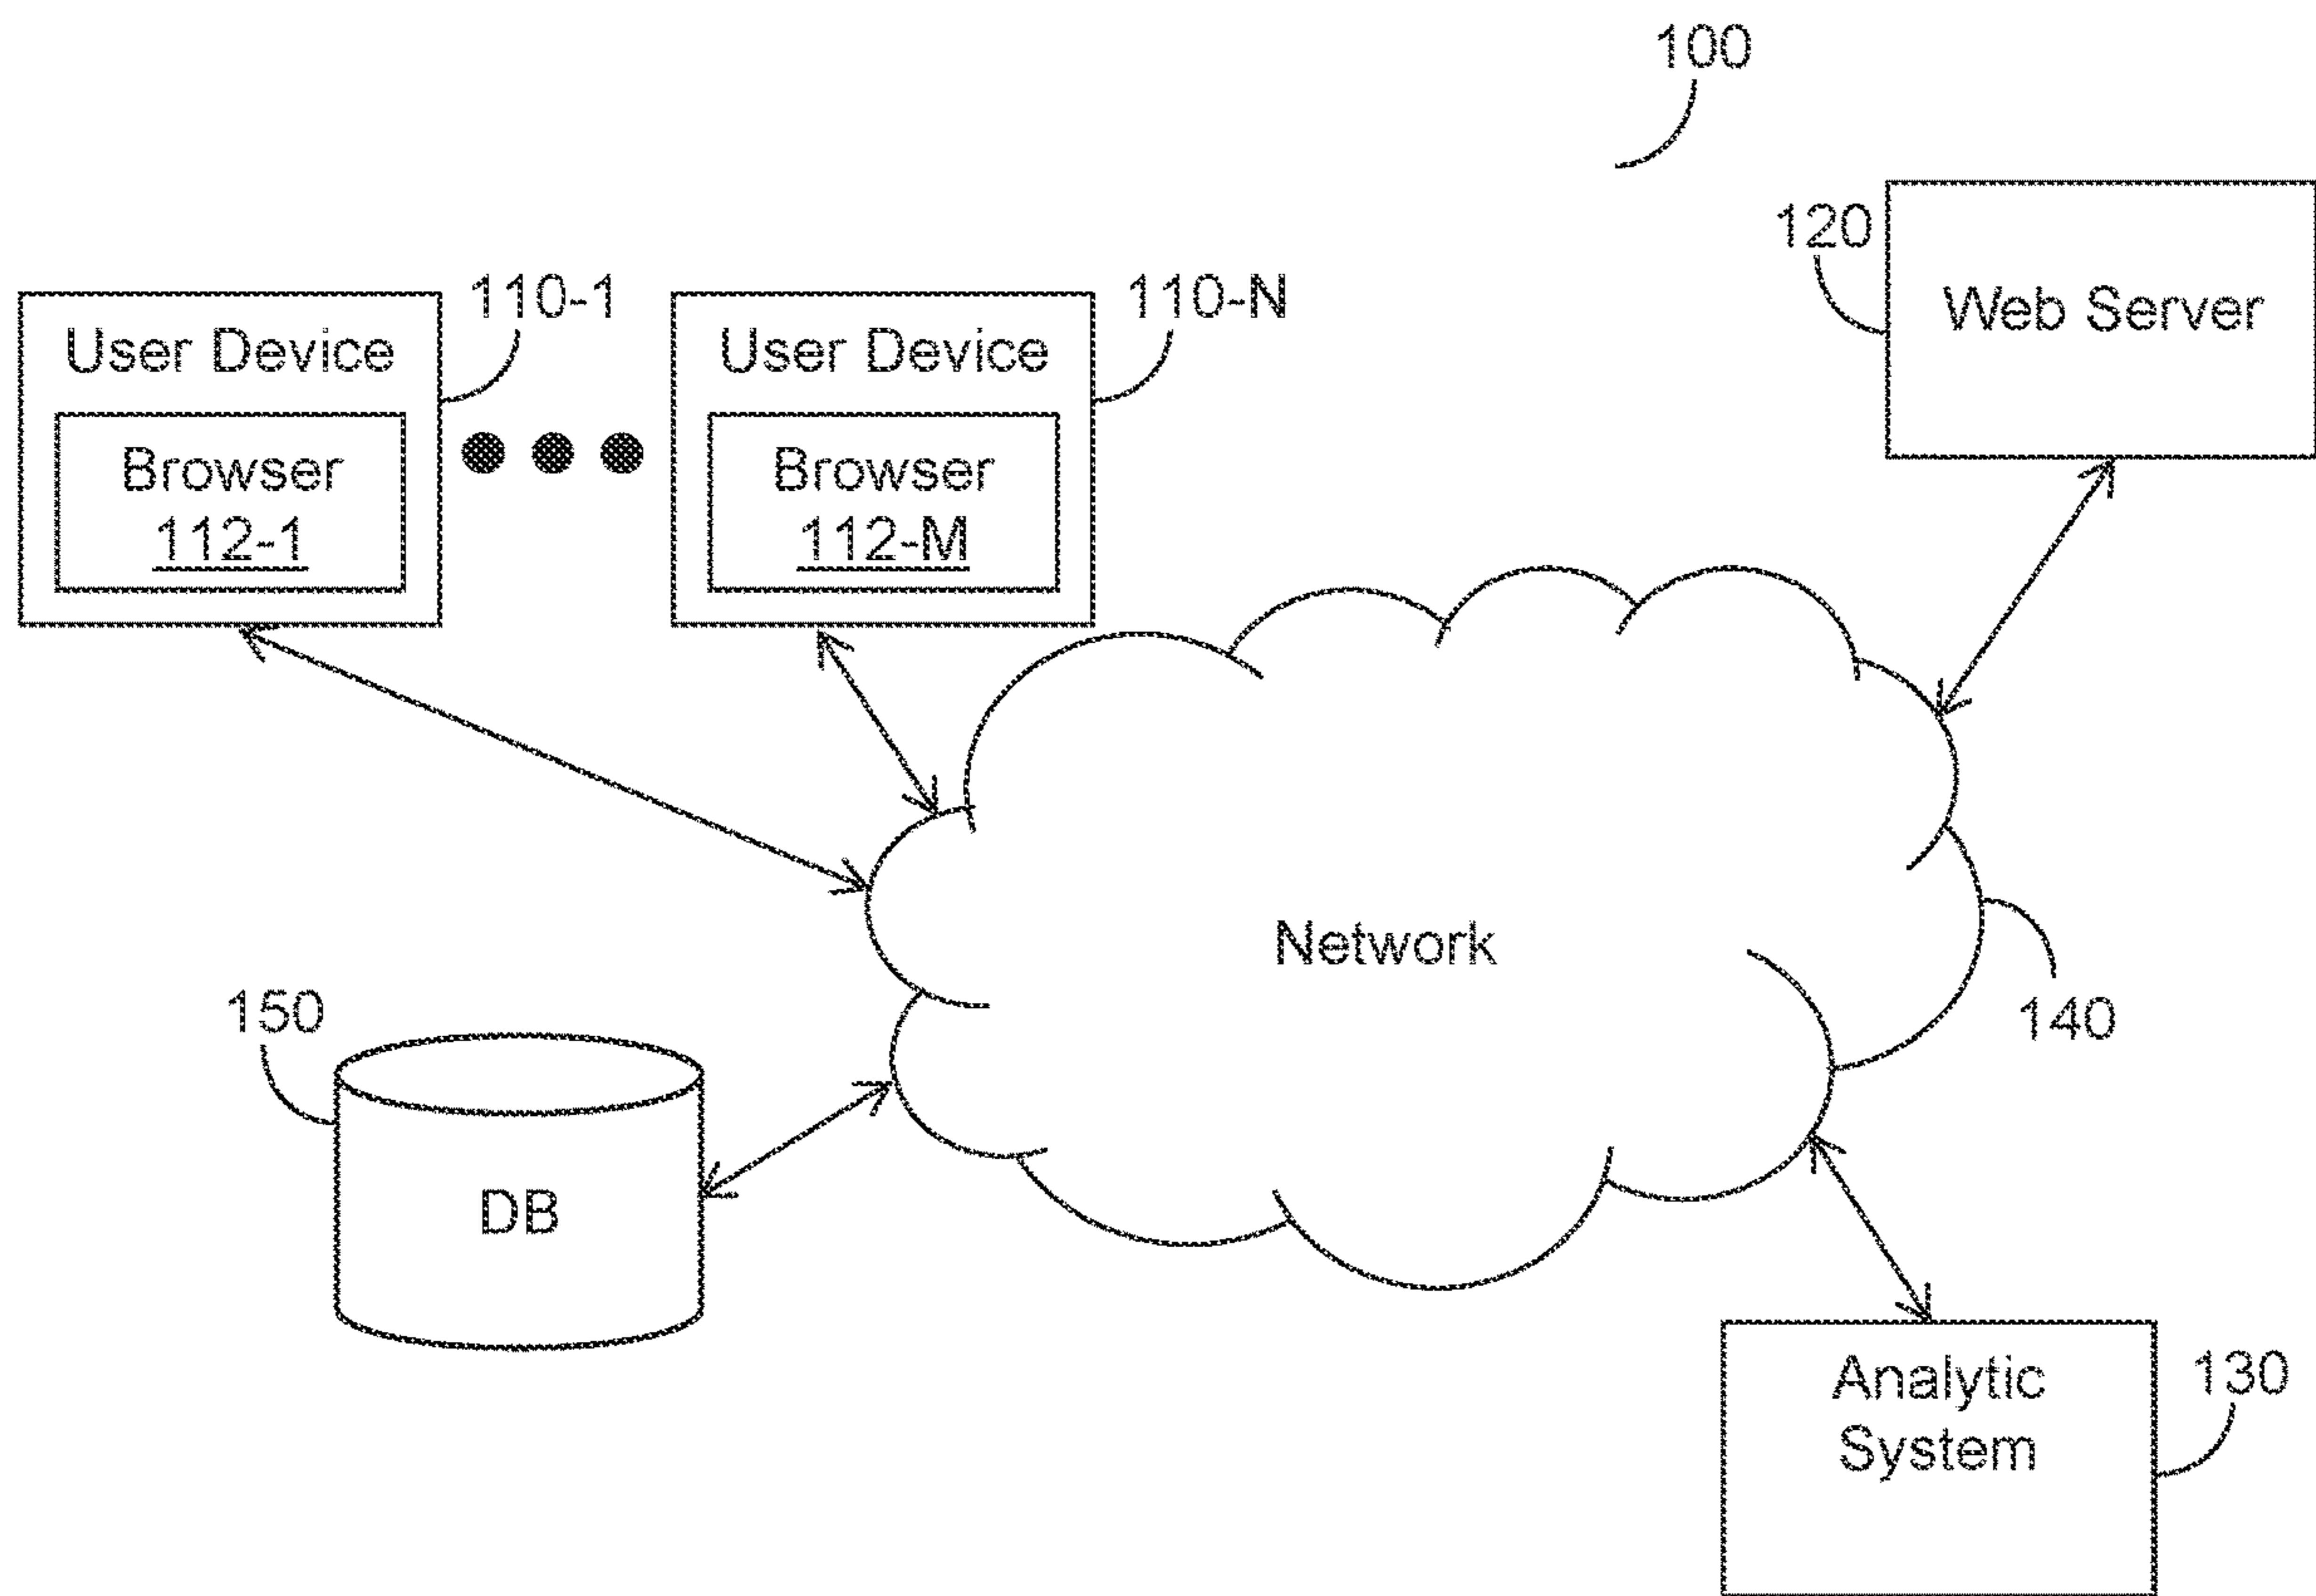 100
120
Web Server
110-1
User Device
Browser
112-1
110-N
User Device
Browser
112-M
Network
140
150
DB
Analytic
System
130